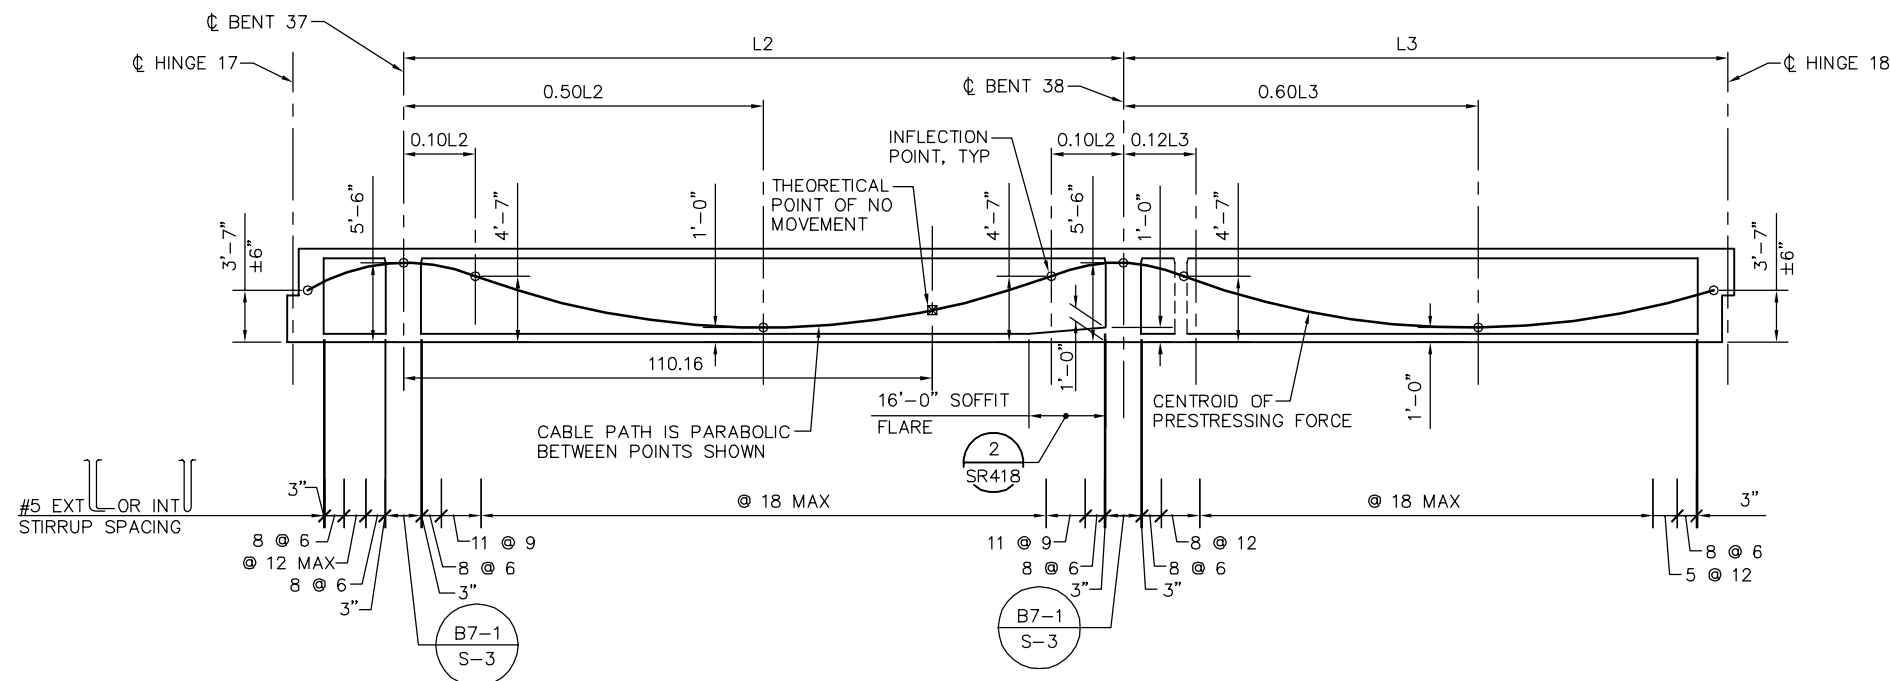 ℄ BENT 37
℄ HINGE 17
L2
L3
℄ HINGE 18
℄ BENT 38
0.50L2
0.60L3
0.10L2
INFLECTION
POINT, TYP
0.10L2
0.12L3
THEORETICAL
POINT OF NO
MOVEMENT
3'-7"
±6"
5'-6"
4'-7"
1'-0"
4'-7"
5'-6"
1'-0"
4'-7"
3'-7"
±6"
110.16
1'-0"
1'-0"
16'-0" SOFFIT
FLARE
CENTROID OF
PRESTRESSING FORCE
CABLE PATH IS PARABOLIC
BETWEEN POINTS SHOWN
2
SR418
#5 EXT OR INT
STIRRUP SPACING
3"
@ 18 MAX
@ 18 MAX
3"
8 @ 6
@ 12 MAX
8 @ 6
3"
11 @ 9
8 @ 6
3"
11 @ 9
8 @ 6
3"
8 @ 12
8 @ 6
3"
8 @ 6
5 @ 12
B7-1
S-3
B7-1
S-3